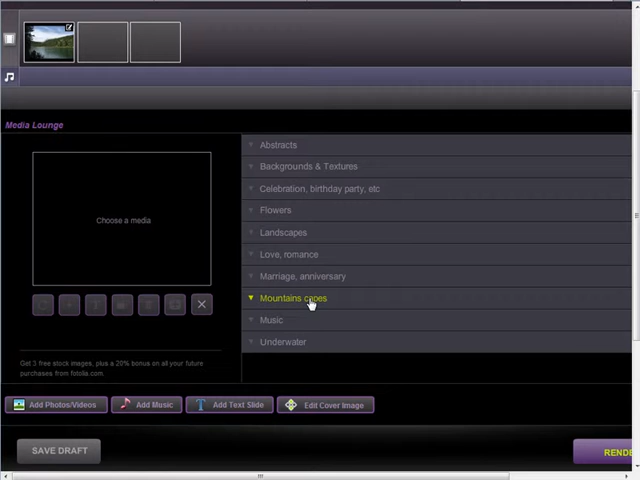 Media Lounge
Choose a media
Abstracts
Backgrounds & Textures
Celebration, birthday party, etc
Flowers
Landscapes
Love, romance
Marriage, anniversary
Mountains
Music
Underwater
Get 3 free stock images, plus a 20% bonus on all your future
purchases from fotolia.com.
Add Photos/Videos
Add Music
Add Text Slide
Edit Cover Image
SAVE DRAFT
RENDE